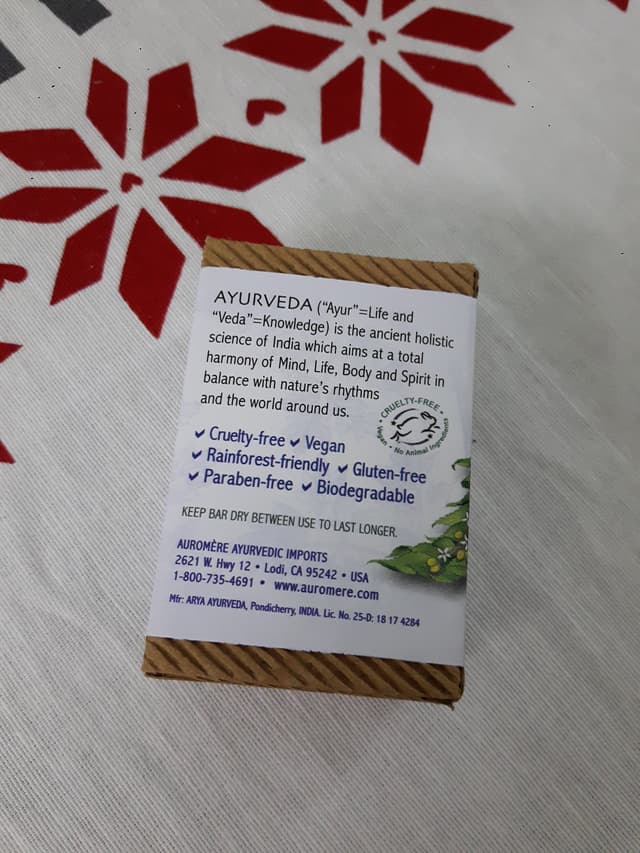 AYURVEDA ("Ayur"=Life and
"Veda"=Knowledge) is the ancient holistic
science of India which aims at a total
harmony of Mind, Life, Body and Spirit in
balance with nature's rhythms
and the world around us.
• CRUELTY-FREE •
Vegan • No Animal Ingredients
✔ Cruelty-free ✔ Vegan
✔ Rainforest-friendly ✔ Gluten-free
✔ Paraben-free ✔ Biodegradable
KEEP BAR DRY BETWEEN USE TO LAST LONGER.
AUROMÈRE AYURVEDIC IMPORTS
2621 W. Hwy 12 • Lodi, CA 95242 • USA
1-800-735-4691 • www.auromere.com
Mfr: ARYA AYURVEDA, Pondicherry, INDIA. Lic. No. 25-D: 18 17 4284